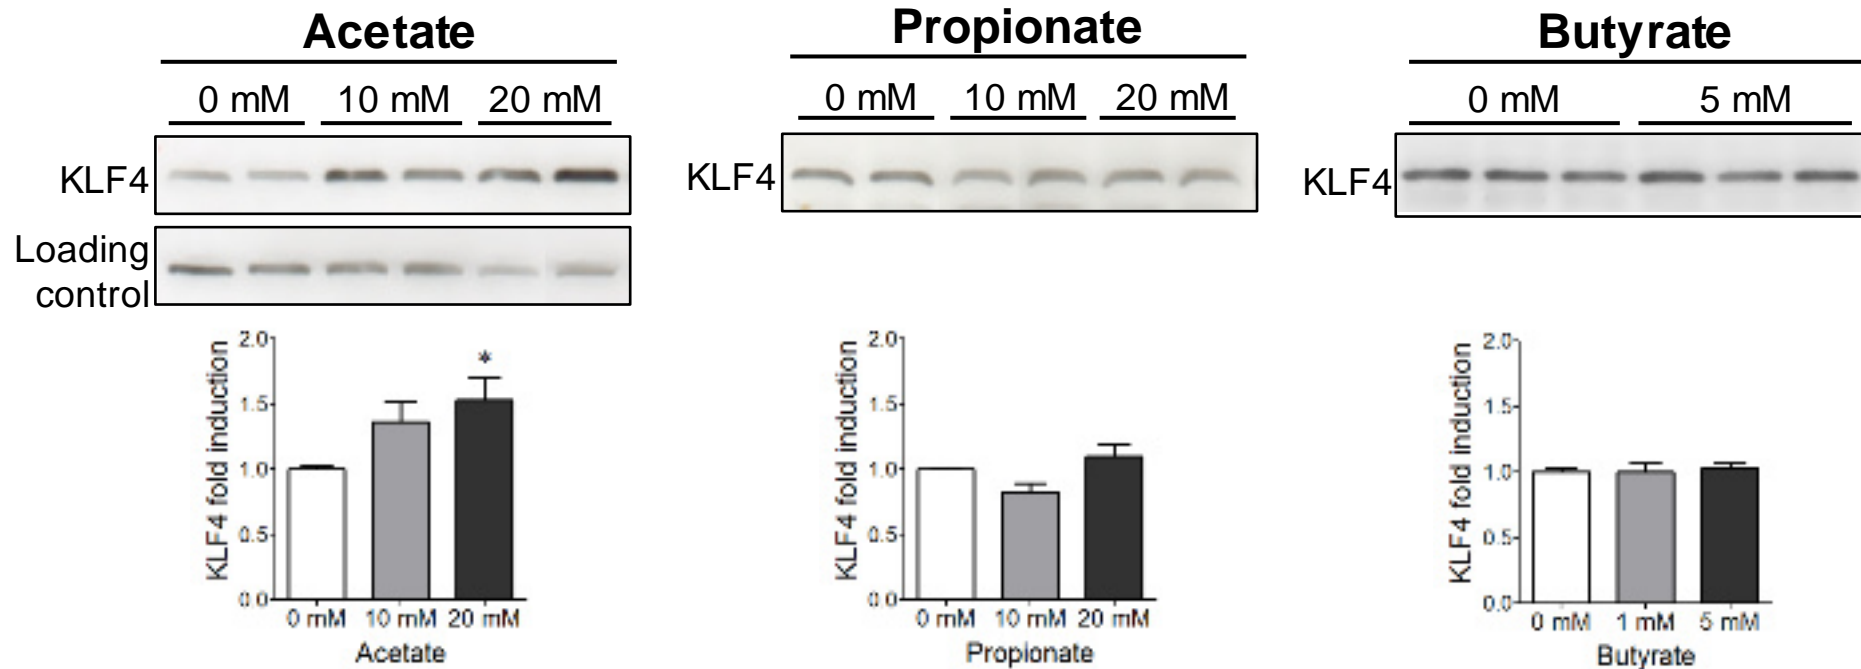 Acetate
0 mM 10 mM 20 mM
KLF4
Loading
control
KLF4 fold induction
2.0
1.5
1.0
0.5
0.0
*
0 mM 10 mM 20 mM
Acetate
Propionate
0 mM 10 mM 20 mM
KLF4
KLF4 fold induction
2.0
1.5
1.0
0.5
0.0
0 mM 10 mM 20 mM
Propionate
Butyrate
0 mM 5 mM
KLF4
KLF4 fold induction
2.0
1.5
1.0
0.5
0.0
0 mM 1 mM 5 mM
Butyrate